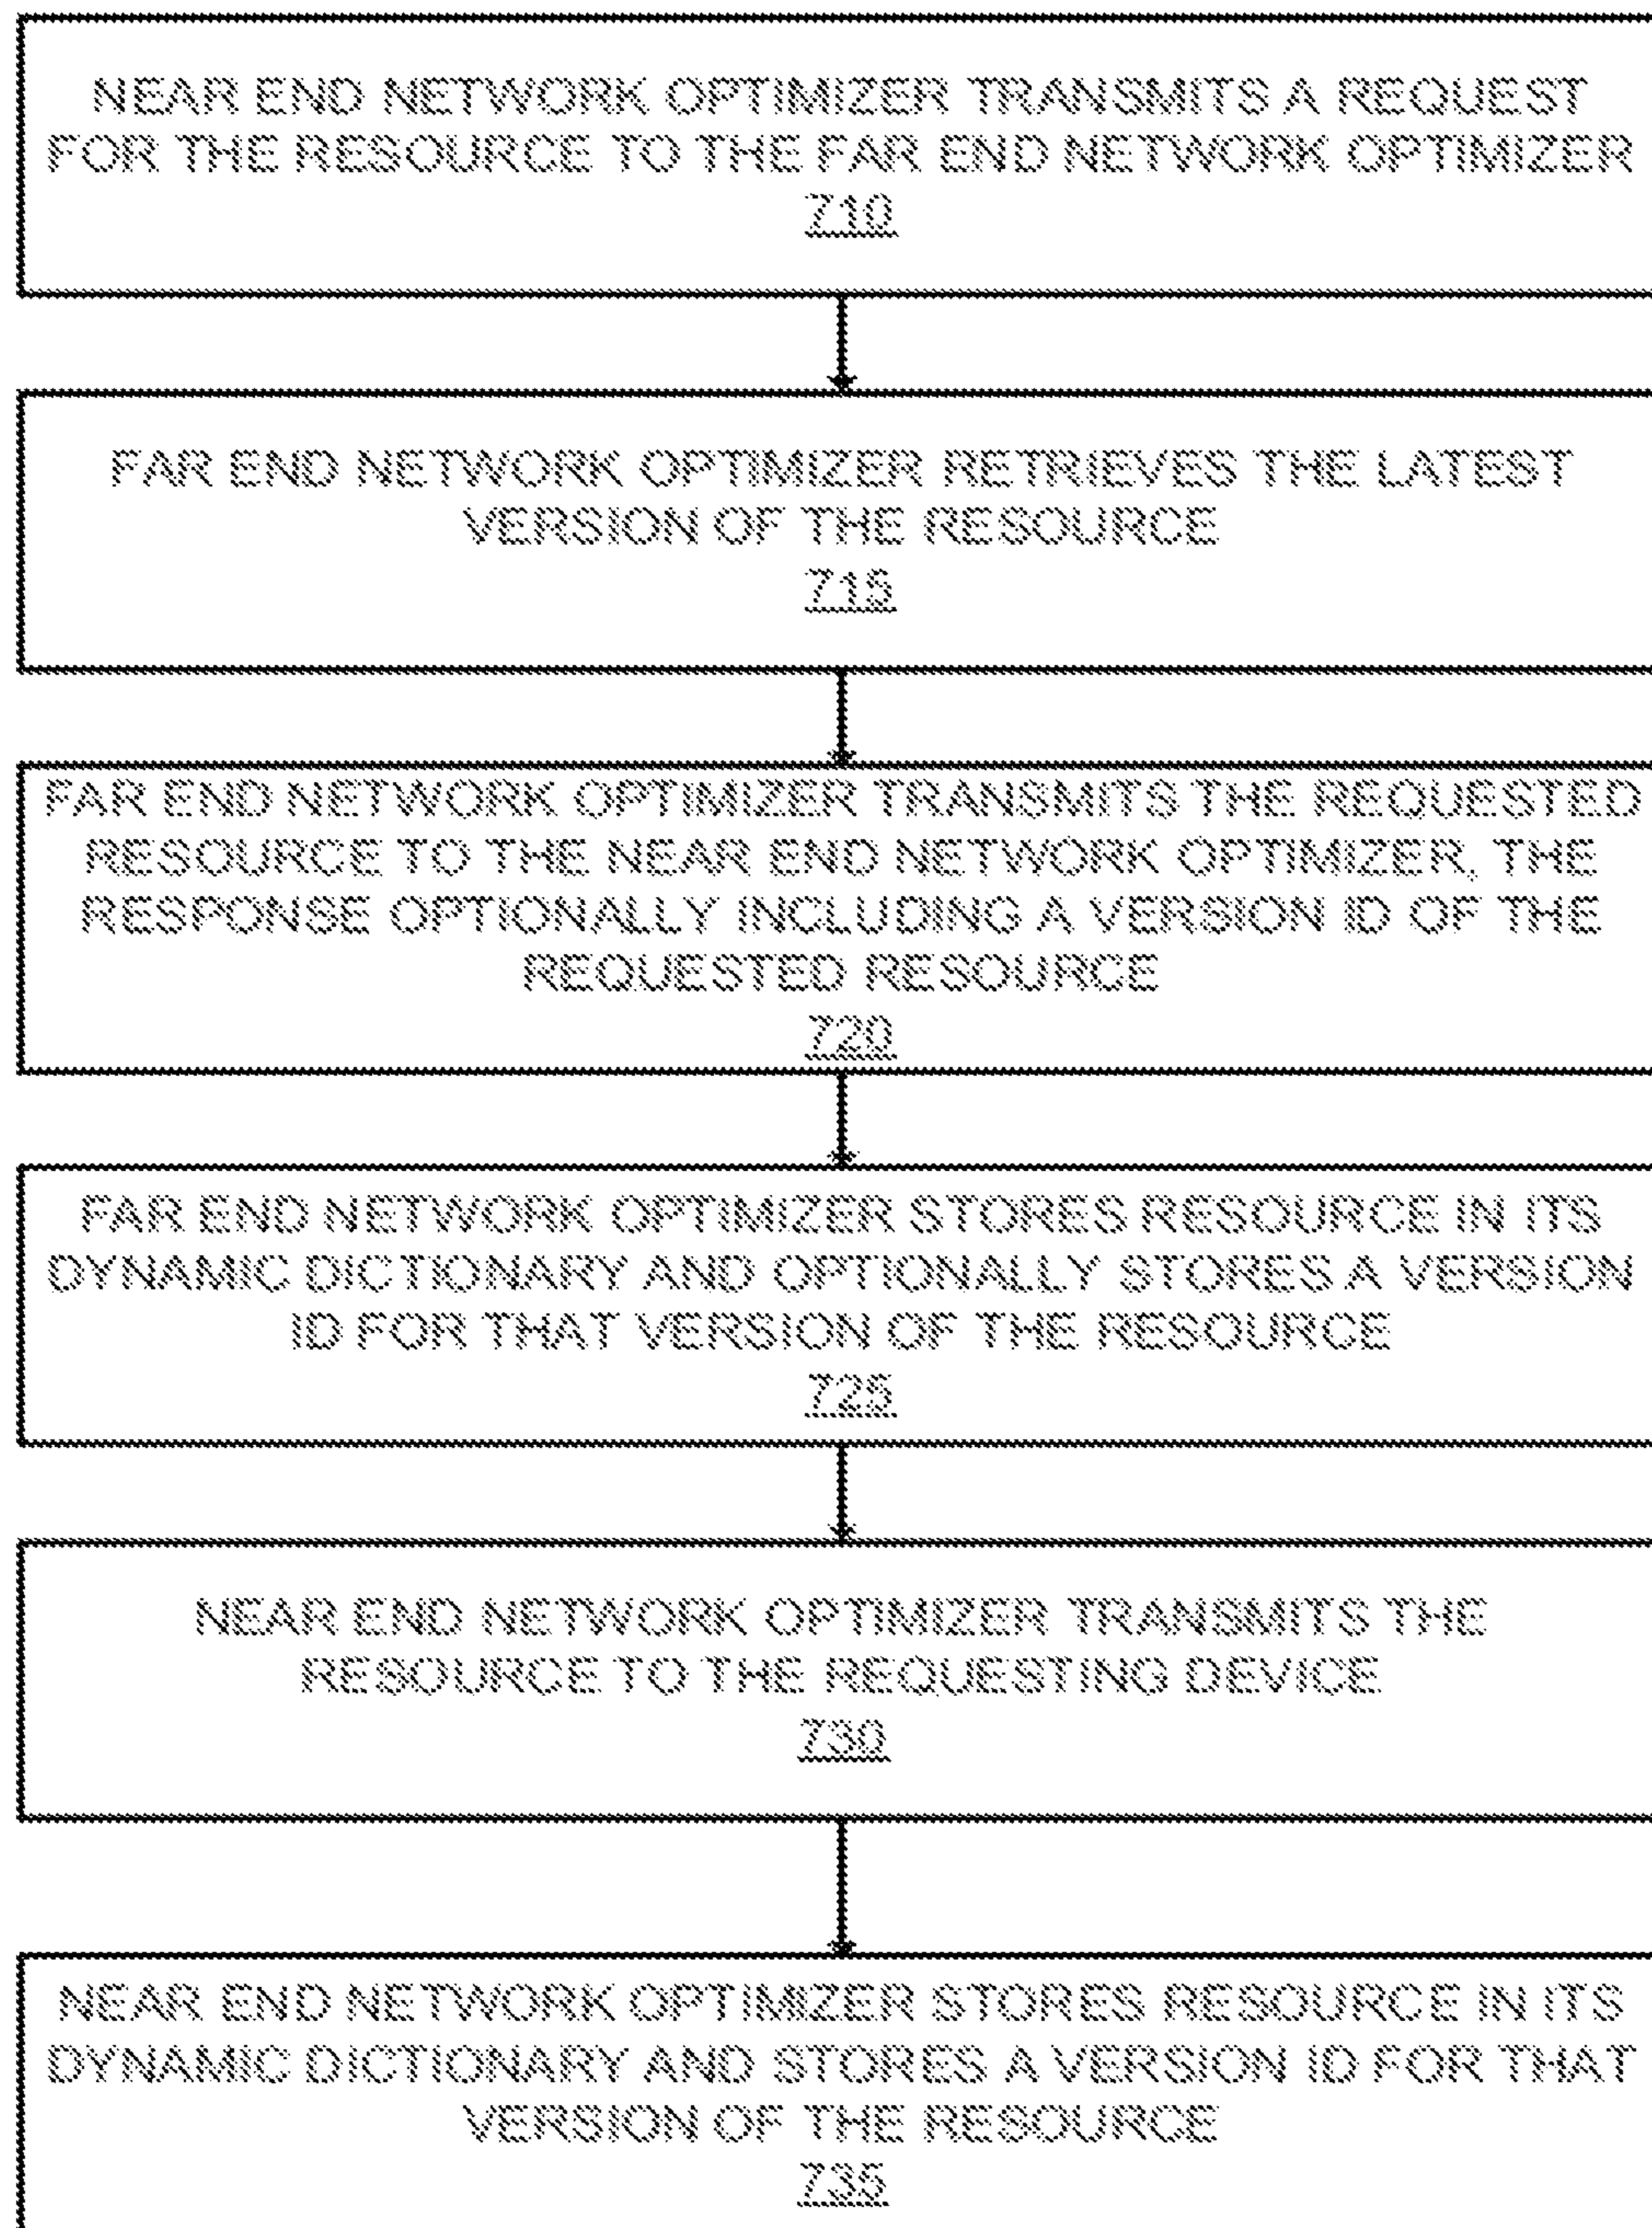 NEAR END NETWORK OPTIMIZER TRANSMITS A REQUEST
FOR THE RESOURCE TO THE FAR END NETWORK OPTIMIZER
710
FAR END NETWORK OPTIMIZER RETRIEVES THE LATEST
VERSION OF THE RESOURCE
715
FAR END NETWORK OPTIMIZER TRANSMITS THE REQUESTED
RESOURCE TO THE NEAR END NETWORK OPTIMIZER, THE
RESPONSE OPTIONALLY INCLUDING A VERSION ID OF THE
REQUESTED RESOURCE
720
FAR END NETWORK OPTIMIZER STORES RESOURCE IN ITS
DYNAMIC DICTIONARY AND OPTIONALLY STORES A VERSION
ID FOR THAT VERSION OF THE RESOURCE
725
NEAR END NETWORK OPTIMIZER TRANSMITS THE
RESOURCE TO THE REQUESTING DEVICE
730
NEAR END NETWORK OPTIMIZER STORES RESOURCE IN ITS
DYNAMIC DICTIONARY AND STORES A VERSION ID FOR THAT
VERSION OF THE RESOURCE
735